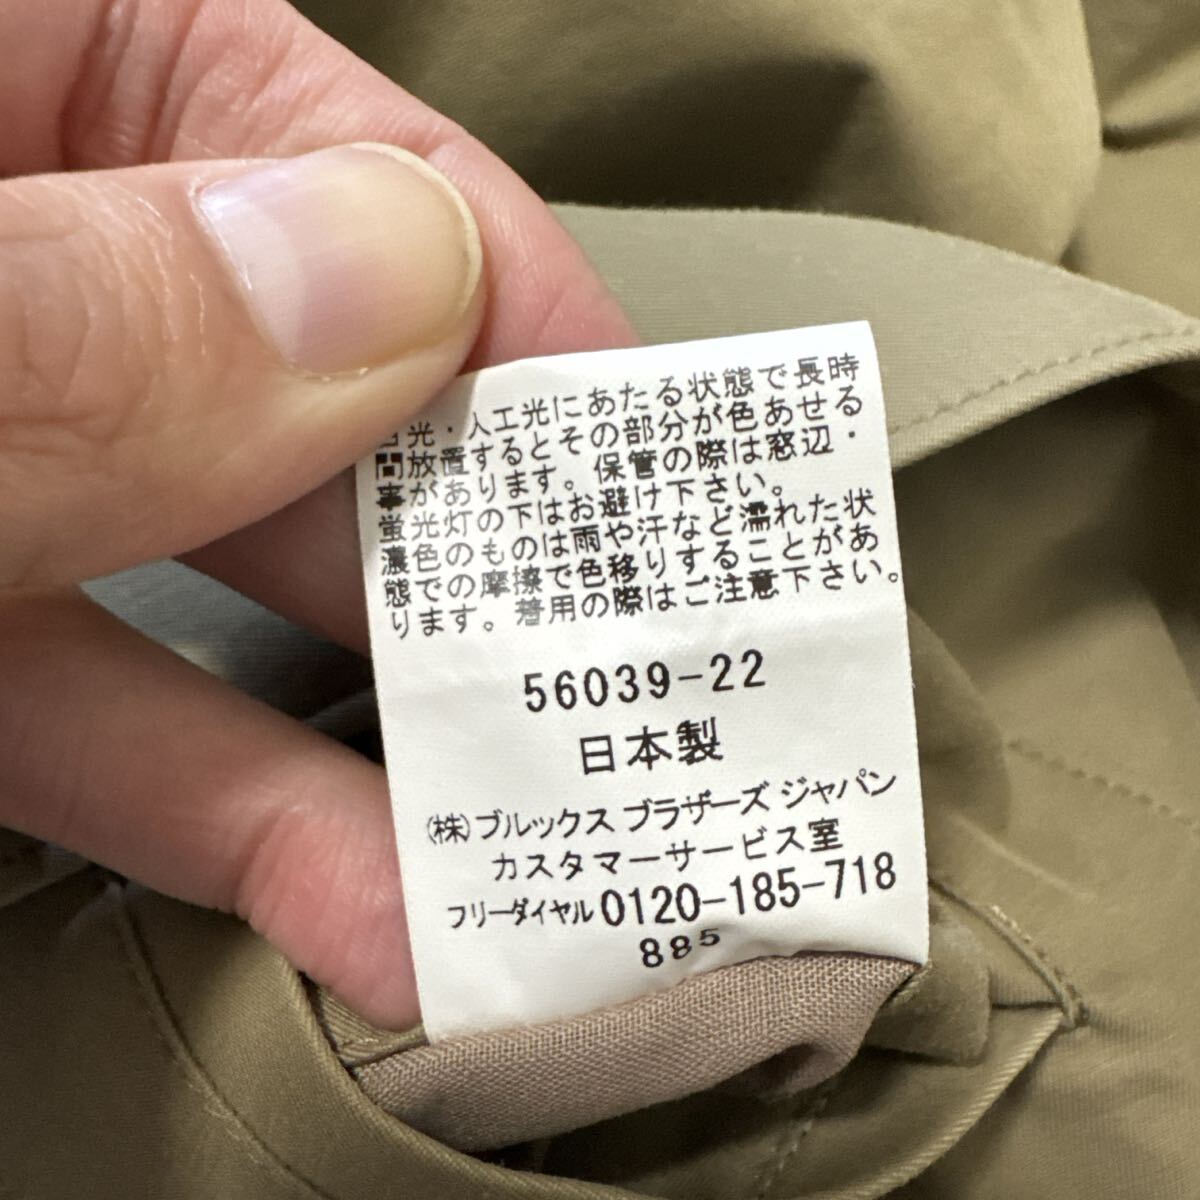 日光・人工光にあたる状態で長時
間放置するとその部分が色あせる
事があります。保管の際は窓辺・
蛍光灯の下はお避け下さい。
濃色のものは雨や汗など濡れた状
態での摩擦で色移りすることがあ
ります。着用の際はご注意下さい。
56039-22
日本製
(株)ブルックス ブラザーズ ジャパン
カスタマーサービス室
フリーダイヤル 0120-185-718
885